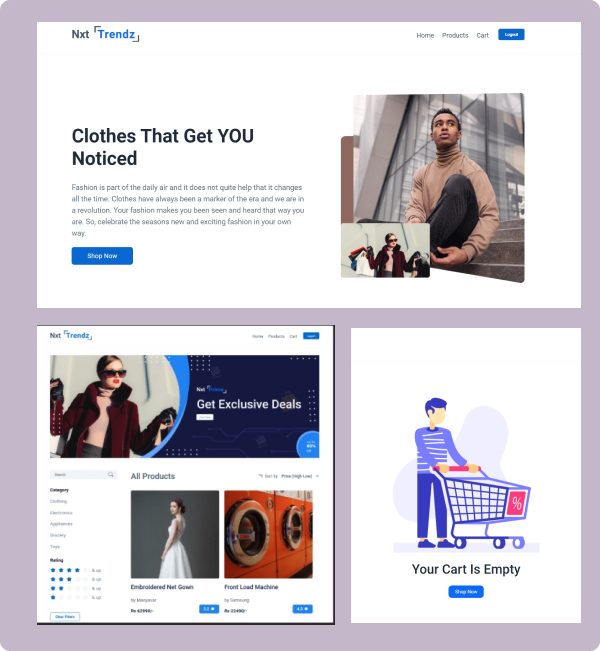 Nxt Trendz
Home Products Cart Logout
Clothes That Get YOU
Noticed
Fashion is part of the daily air and it does not quite help that it changes
all the time. Clothes have always been a marker of the era and we are in
a revolution. Your fashion makes you been seen and heard that way you
are. So, celebrate the seasons new and exciting fashion in your own
way.
Shop Now
Nxt Trendz
Home Products Cart Logout
Nxt Trendz
Get Exclusive Deals
80%
Search
Category
Clothing
Electronics
Appliances
Grocery
Toys
Rating
& up
& up
& up
& up
Clear Filters
All Products
Sort by Price (High-Low)
Embroidered Net Gown
by Manyavar
Rs 62990/-
3.2
Front Load Machine
by Samsung
Rs 22490/-
4.5
%
Your Cart Is Empty
Shop Now